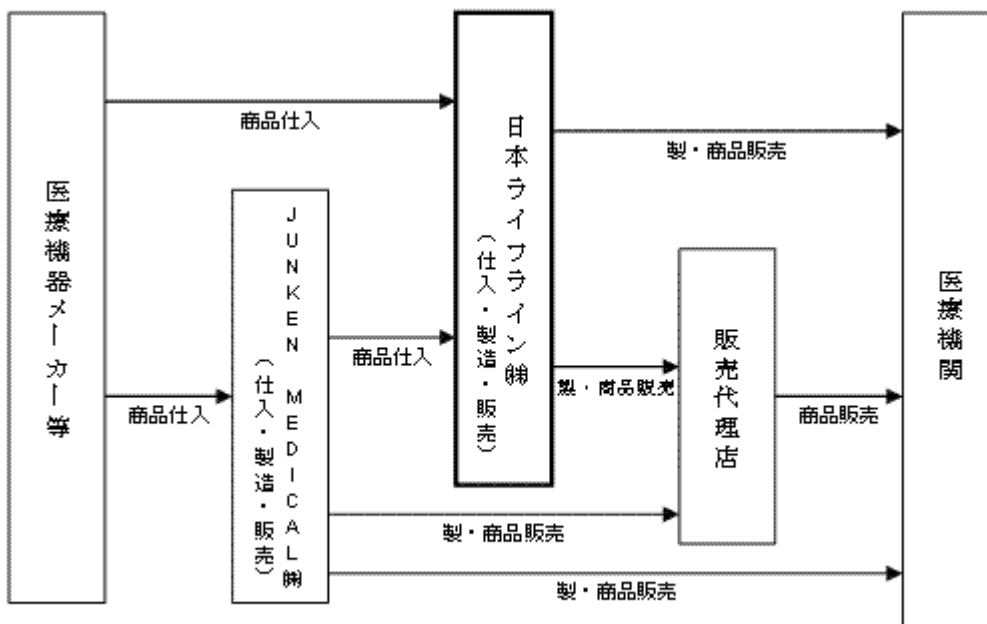 医療機器メーカー等
商品仕入
日本ライフライン㈱
(仕入・製造・販売)
製・商品販売
JUNKEN MEDICAL㈱
(仕入・製造・販売)
商品仕入
商品仕入
製・商品販売
販売代理店
商品販売
医療機関
製・商品販売
製・商品販売